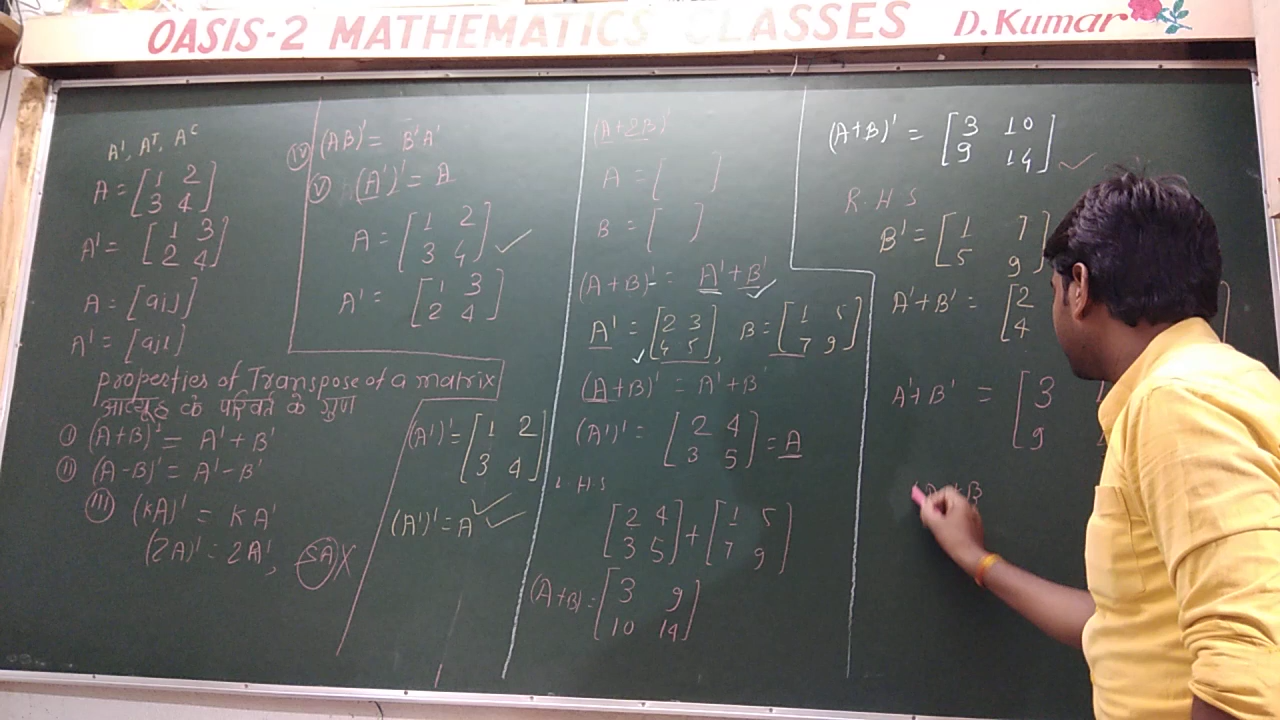 OASIS-2 MATHEMATICS CLASSES D.Kumar
A', Aᵀ, Aᶜ
A = [1 2
3 4]
A' = [1 3
2 4]
A = [aij]
A' = [aji]
properties of Transpose of a matrix
आव्यूह के परिवर्त के गुण
(i) (A+B)' = A' + B'
(ii) (A-B)' = A' - B'
(iii) (kA)' = KA'
(2A)' = 2A', 5A X
(iv) (AB)' = B'A'
(v) (A')' = A
A = [1 2
3 4] ✓
A' = [1 3
2 4]
(A')' = [1 2
3 4]
(A')' = A ✓
(A+2B)'
A = [ ]
B = [ ]
(A+B)' = A' + B' ✓
A' = [2 3
4 5], B = [1 5
7 9]
(A+B)' = A' + B'
(A')' = [2 4
3 5] = A
L.H.S
[2 4
3 5] + [1 5
7 9]
(A+B) = [3 9
10 14]
(A+B)' = [3 10
9 14] ✓
R.H.S
B' = [1 7
5 9]
A' + B' = [2
4
A' + B' = [3
9